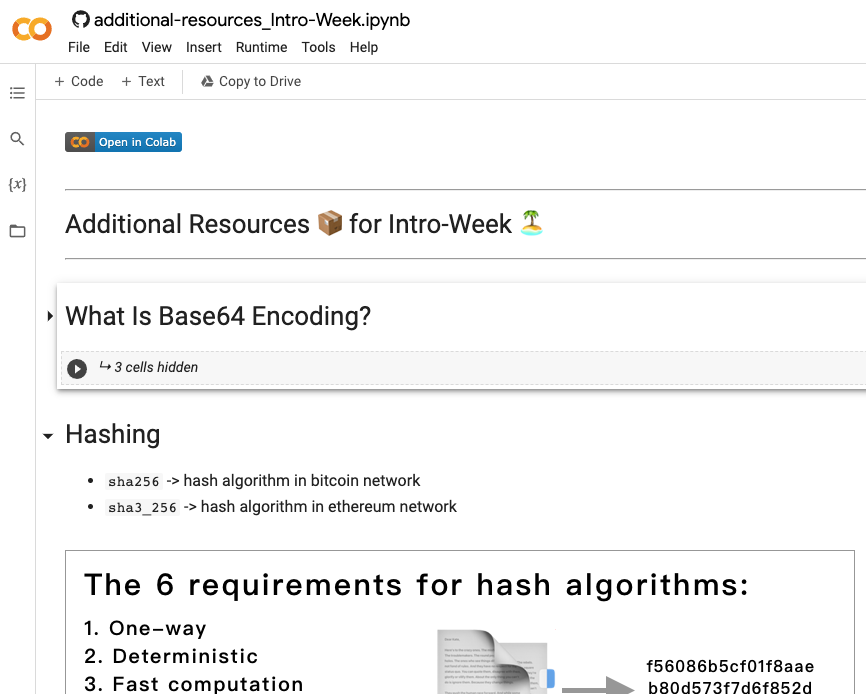 additional-resources_Intro-Week.ipynb
File Edit View Insert Runtime Tools Help
+ Code + Text Copy to Drive
Open in Colab
{x}
Additional Resources 📦 for Intro-Week 🏝️
What Is Base64 Encoding?
↳ 3 cells hidden
Hashing
• sha256 -> hash algorithm in bitcoin network
• sha3_256 -> hash algorithm in ethereum network
The 6 requirements for hash algorithms:
1. One-way
2. Deterministic
3. Fast computation
f56086b5cf01f8aae
b80d573f7d6f852d